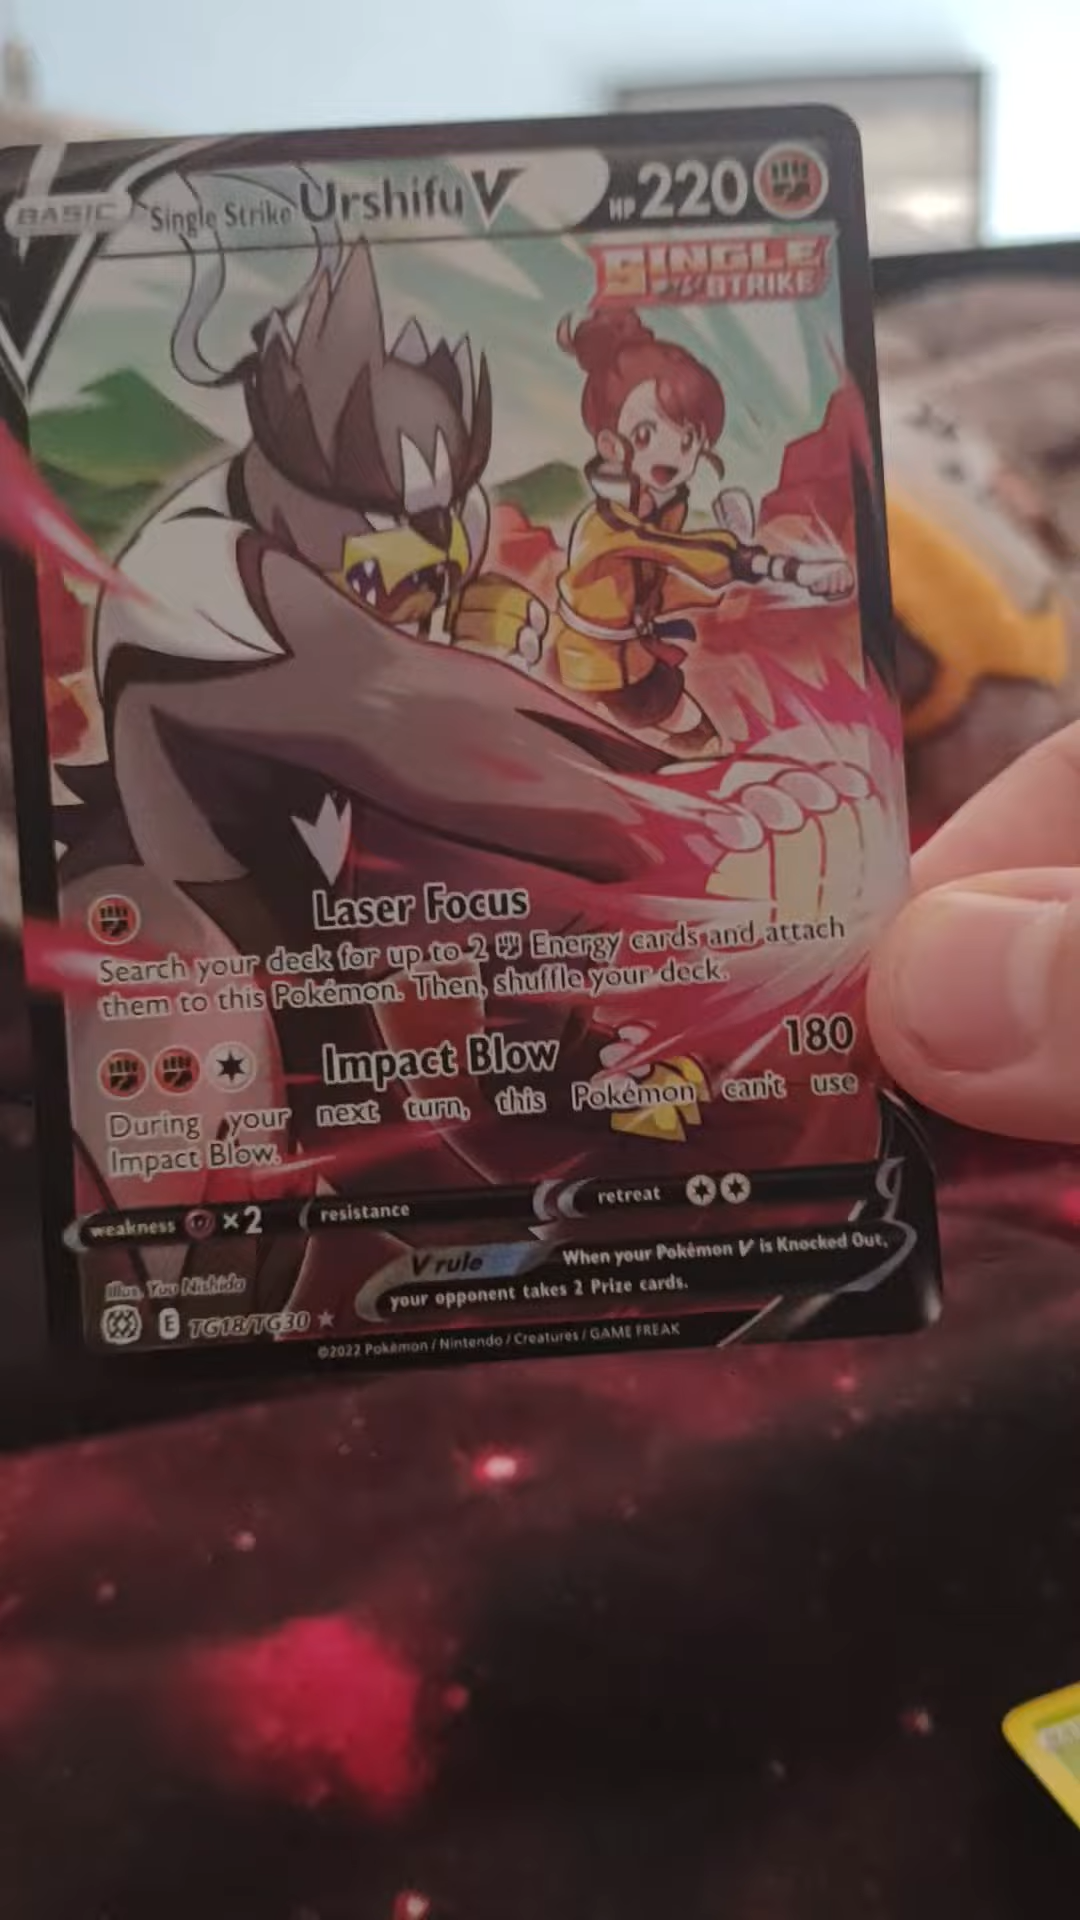 BASIC Single Strike Urshifu V HP 220
SINGLE
STRIKE
Laser Focus
Search your deck for up to 2 Energy cards and attach
them to this Pokémon. Then, shuffle your deck.
Impact Blow 180
During your next turn, this Pokémon can't use
Impact Blow.
weakness ×2 resistance retreat
V rule When your Pokémon V is Knocked Out,
your opponent takes 2 Prize cards.
Illus. You Nishida
E TG18/TG30
©2022 Pokémon / Nintendo / Creatures / GAME FREAK